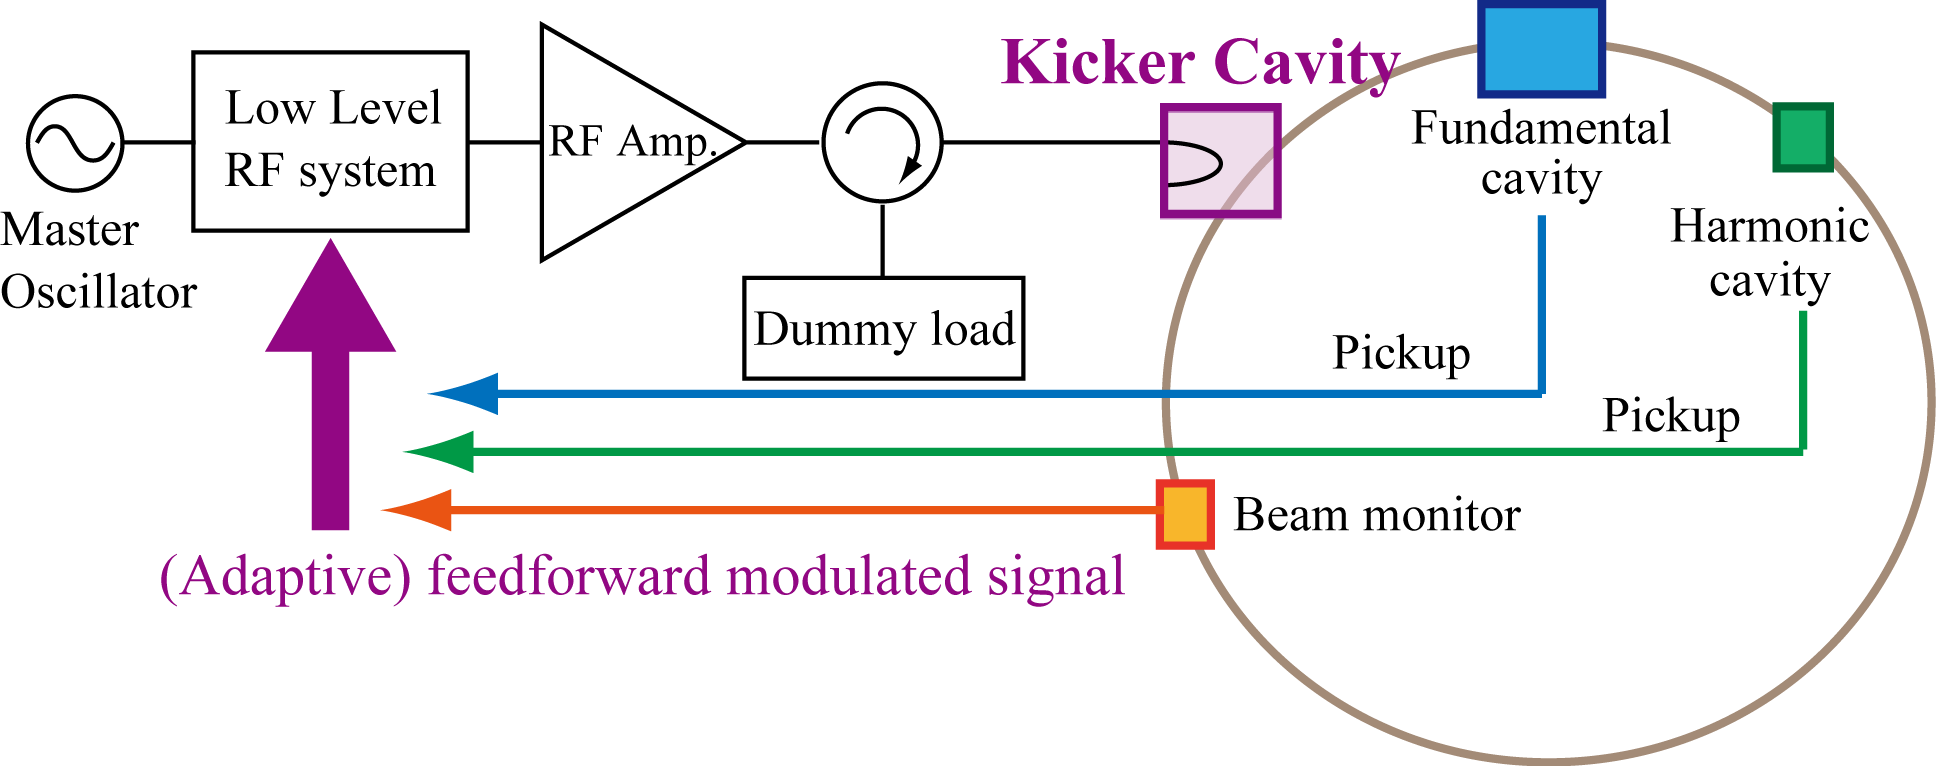 Kicker Cavity
Low Level
RF system
RF Amp.
Master
Oscillator
Dummy load
Fundamental
cavity
Harmonic
cavity
Pickup
Pickup
Beam monitor
(Adaptive) feedforward modulated signal